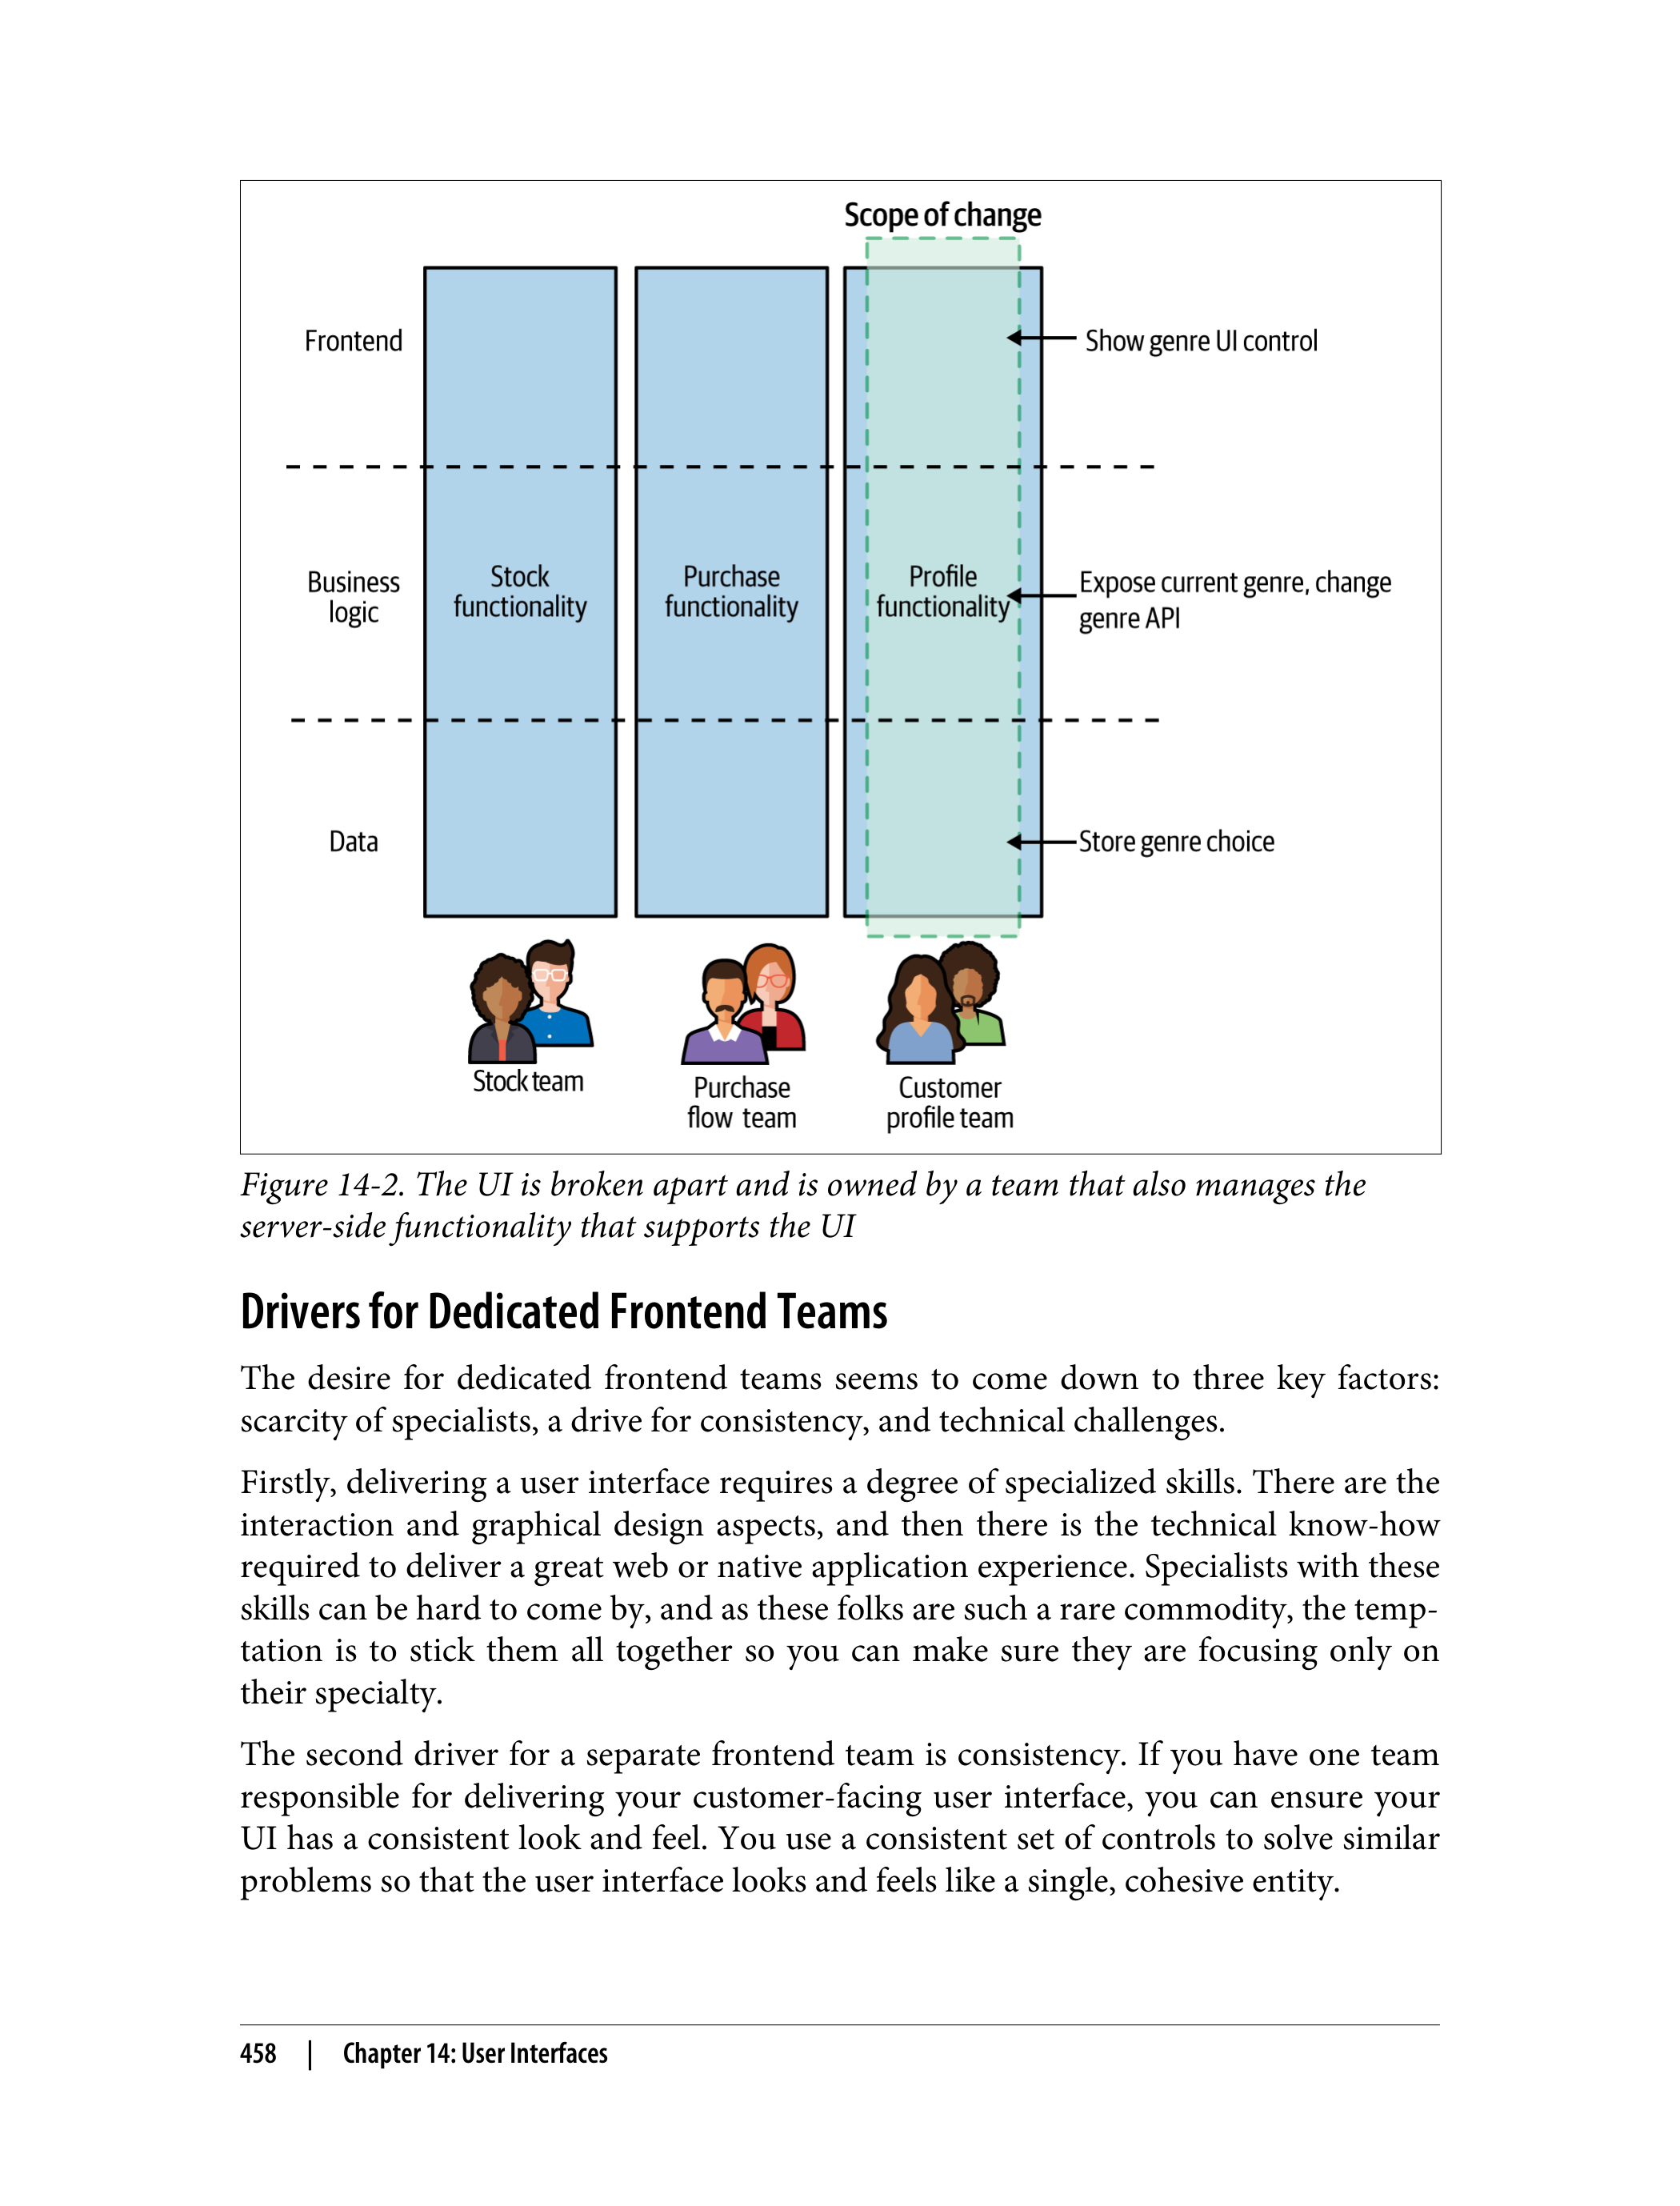 Scope of change
Frontend
Show genre UI control
Business
logic
Stock
functionality
Purchase
functionality
Profile
functionality
Expose current genre, change
genre API
Data
Store genre choice
Stock team
Purchase
flow team
Customer
profile team
Figure 14-2. The UI is broken apart and is owned by a team that also manages the
server-side functionality that supports the UI
Drivers for Dedicated Frontend Teams
The desire for dedicated frontend teams seems to come down to three key factors:
scarcity of specialists, a drive for consistency, and technical challenges.
Firstly, delivering a user interface requires a degree of specialized skills. There are the
interaction and graphical design aspects, and then there is the technical know-how
required to deliver a great web or native application experience. Specialists with these
skills can be hard to come by, and as these folks are such a rare commodity, the temp-
tation is to stick them all together so you can make sure they are focusing only on
their specialty.
The second driver for a separate frontend team is consistency. If you have one team
responsible for delivering your customer-facing user interface, you can ensure your
UI has a consistent look and feel. You use a consistent set of controls to solve similar
problems so that the user interface looks and feels like a single, cohesive entity.
458 | Chapter 14: User Interfaces